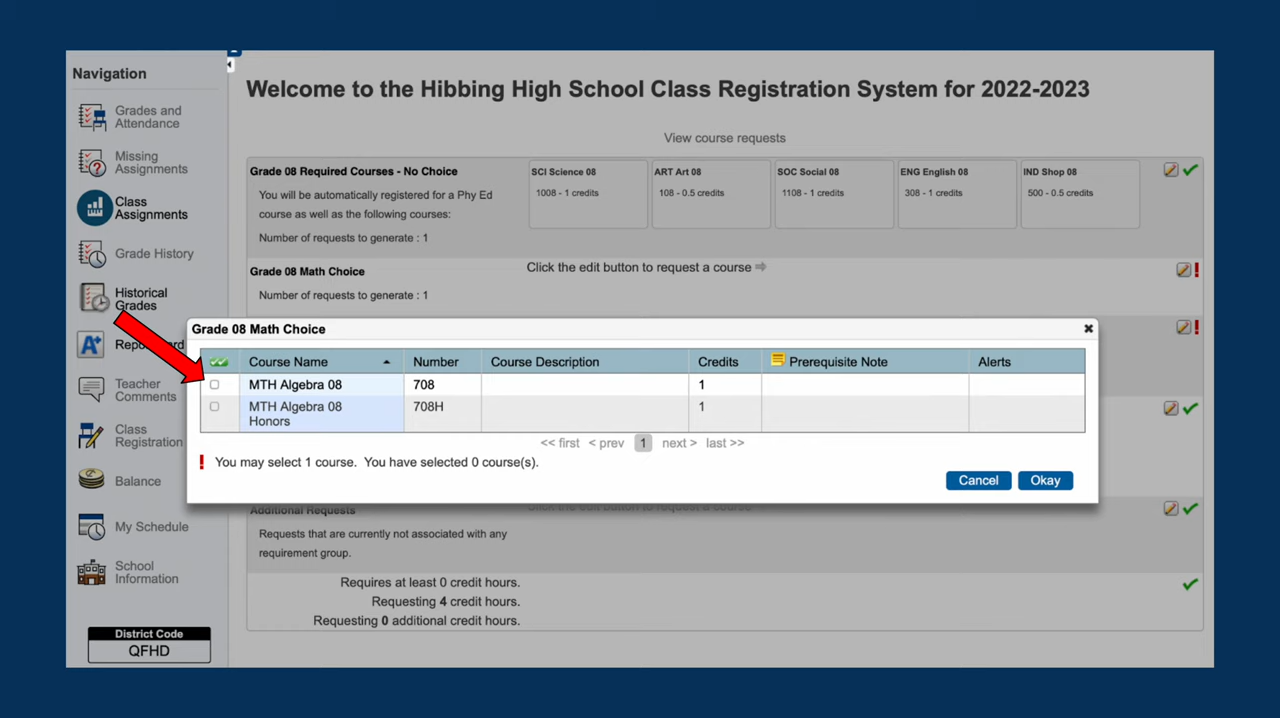 Navigation
Grades and
Attendance
Missing
Assignments
Class
Assignments
Grade History
Historical
Grades
Teacher
Comments
Class
Registration
Balance
My Schedule
School
Information
District Code
QFHD
Welcome to the Hibbing High School Class Registration System for 2022-2023
View course requests
Grade 08 Required Courses - No Choice
You will be automatically registered for a Phy Ed
course as well as the following courses:
Number of requests to generate : 1
SCI Science 08
1008 - 1 credits
ART Art 08
108 - 0.5 credits
SOC Social 08
1108 - 1 credits
ENG English 08
308 - 1 credits
IND Shop 08
500 - 0.5 credits
Grade 08 Math Choice
Number of requests to generate : 1
Click the edit button to request a course
Grade 08 Math Choice
Course Name Number Course Description Credits Prerequisite Note Alerts
MTH Algebra 08 708 1
MTH Algebra 08 708H 1
Honors
<< first < prev 1 next > last >>
You may select 1 course. You have selected 0 course(s).
Cancel Okay
Additional Requests
Click the edit button to request a course
Requests that are currently not associated with any
requirement group.
Requires at least 0 credit hours.
Requesting 4 credit hours.
Requesting 0 additional credit hours.